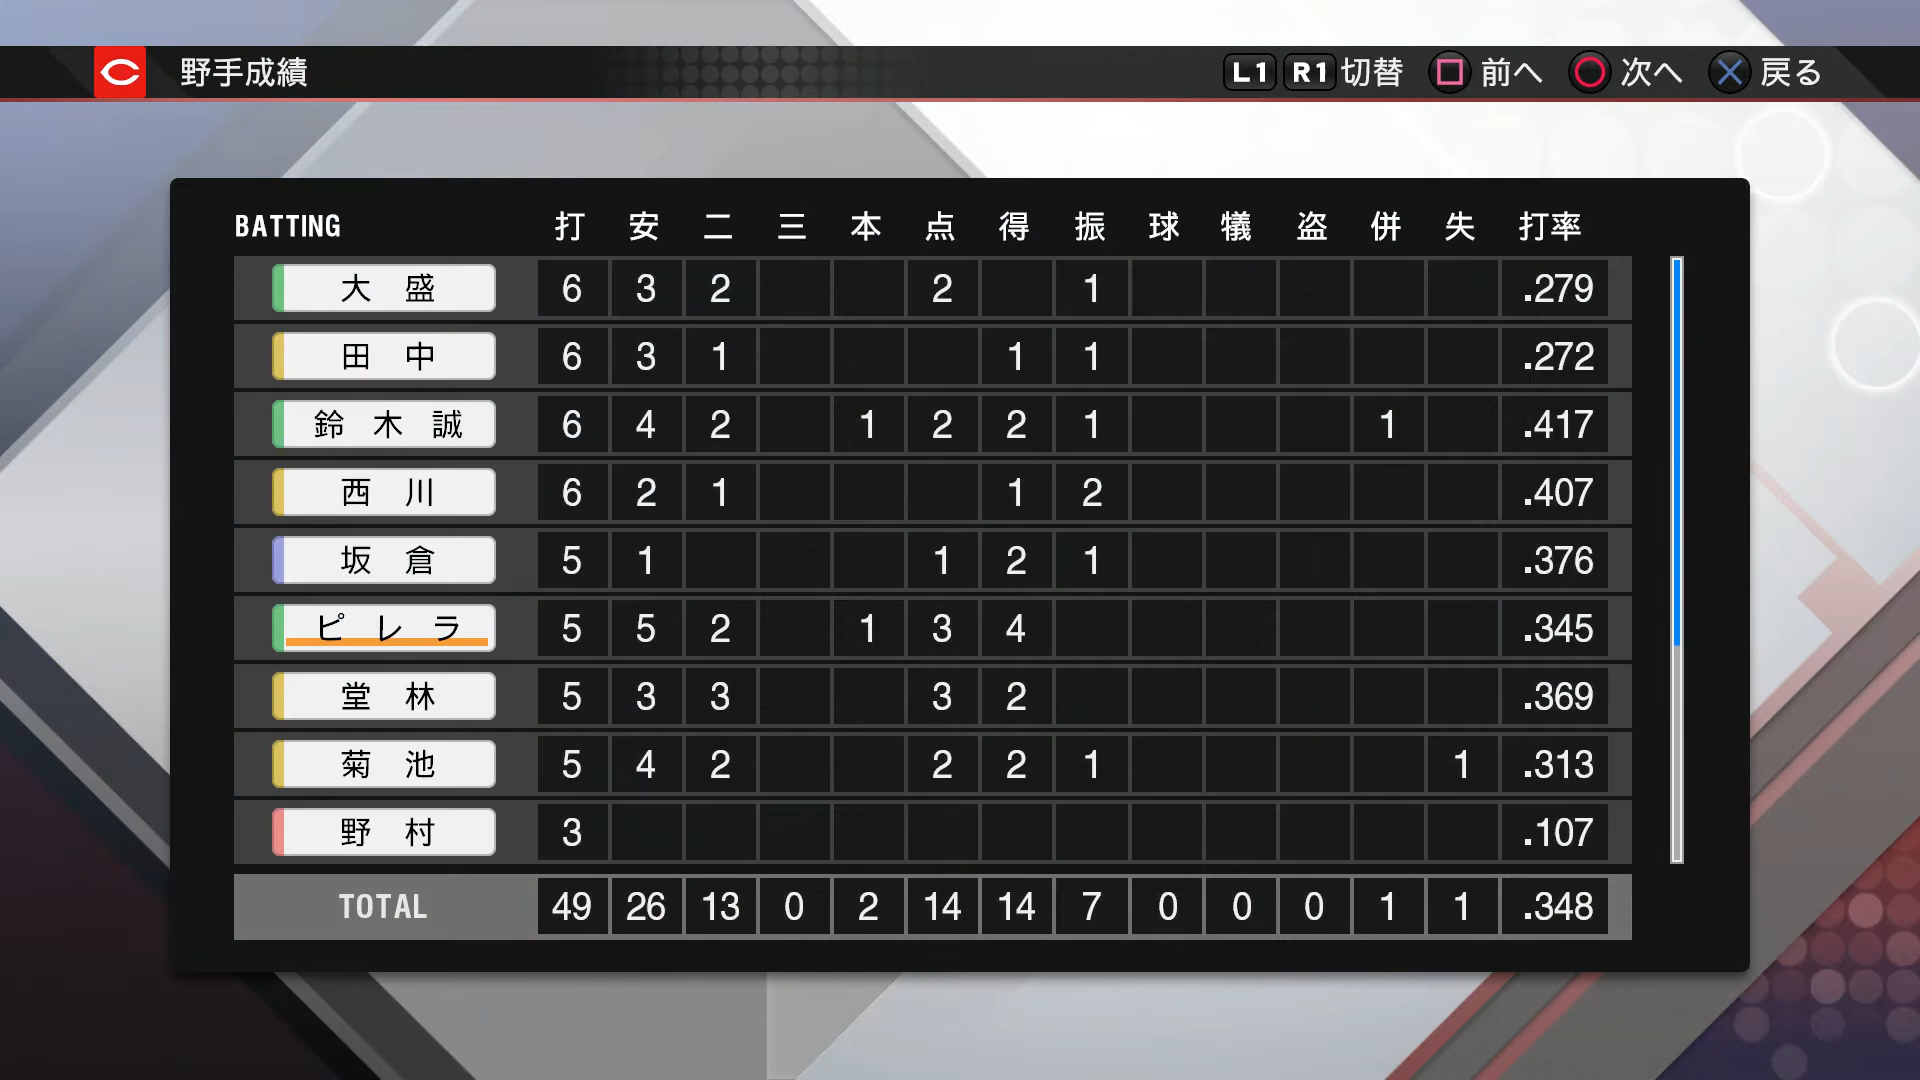 野手成績 L1 R1 切替 前へ 次へ 戻る
BATTING 打 安 二 三 本 点 得 振 球 犠 盗 併 失 打率
大盛 6 3 2 2 1 .279
田中 6 3 1 1 1 .272
鈴木誠 6 4 2 1 2 2 1 1 .417
西川 6 2 1 1 2 .407
坂倉 5 1 1 2 1 .376
ピレラ 5 5 2 1 3 4 .345
堂林 5 3 3 3 2 .369
菊池 5 4 2 2 2 1 1 .313
野村 3 .107
TOTAL 49 26 13 0 2 14 14 7 0 0 0 1 1 .348